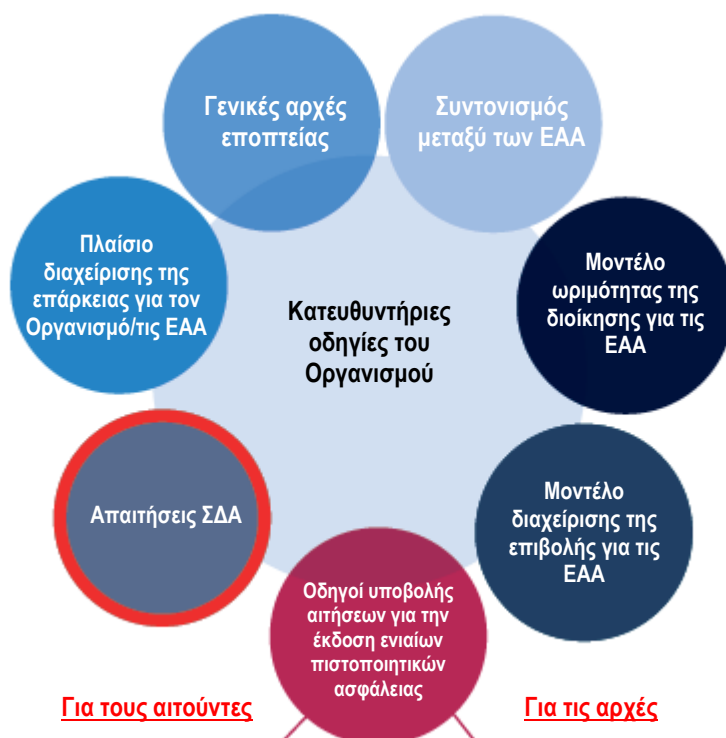 Γενικές αρχές
εποπτείας
Συντονισμός
μεταξύ των ΕΑΑ
Πλαίσιο
διαχείρισης της
επάρκειας για τον
Οργανισμό/τις ΕΑΑ
Κατευθυντήριες
οδηγίες του
Οργανισμού
Μοντέλο
ωριμότητας της
διοίκησης για τις
ΕΑΑ
Απαιτήσεις ΣΔΑ
Μοντέλο
διαχείρισης της
επιβολής για τις
ΕΑΑ
Οδηγοί υποβολής
αιτήσεων για την
έκδοση ενιαίων
πιστοποιητικών
ασφάλειας
Για τους αιτούντες
Για τις αρχές